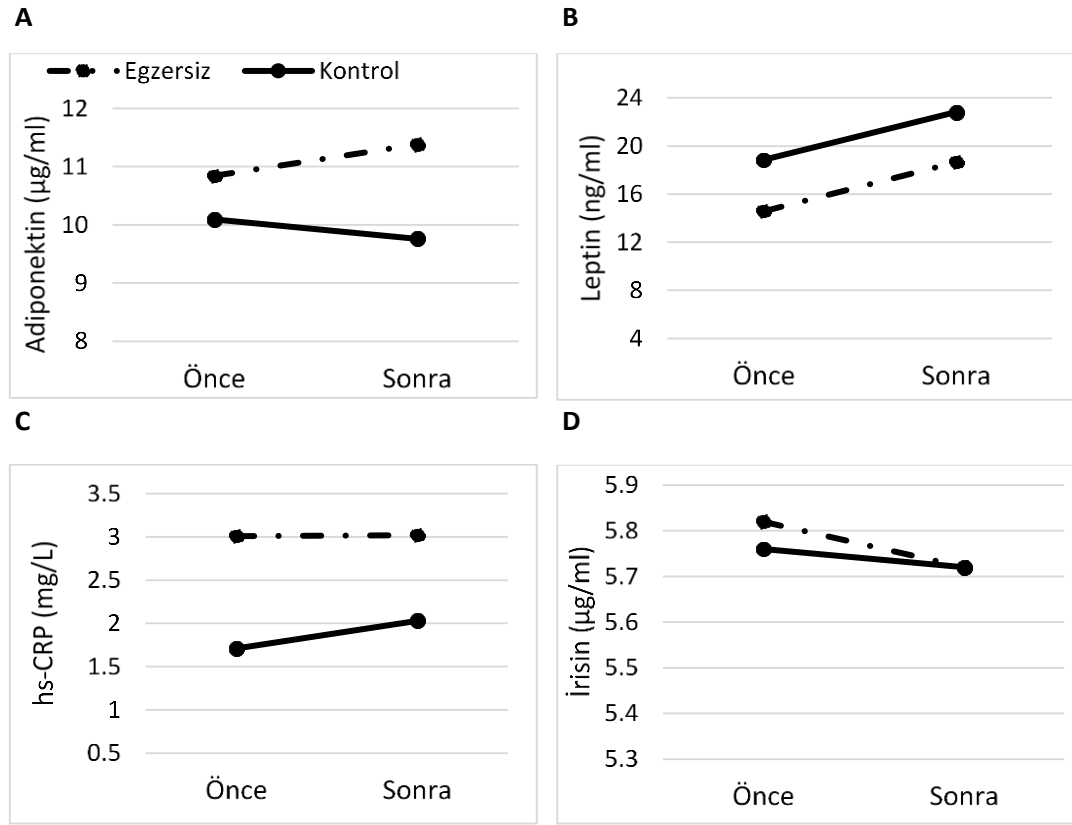 A
Egzersiz Kontrol
Adiponektin (µg/ml)
12
11
10
9
8
Önce Sonra
B
Leptin (ng/ml)
24
20
16
12
8
4
Önce Sonra
C
hs-CRP (mg/L)
3.5
3
2.5
2
1.5
1
0.5
Önce Sonra
D
İrisin (µg/ml)
5.9
5.8
5.7
5.6
5.5
5.4
5.3
Önce Sonra